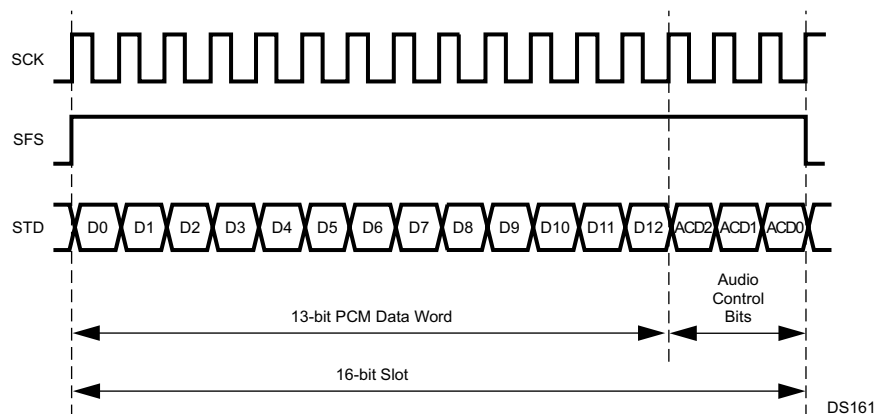 SCK
SFS
STD
D0 D1 D2 D3 D4 D5 D6 D7 D8 D9 D10 D11 D12 ACD2 ACD1 ACD0
13-bit PCM Data Word
Audio
Control
Bits
16-bit Slot
DS161